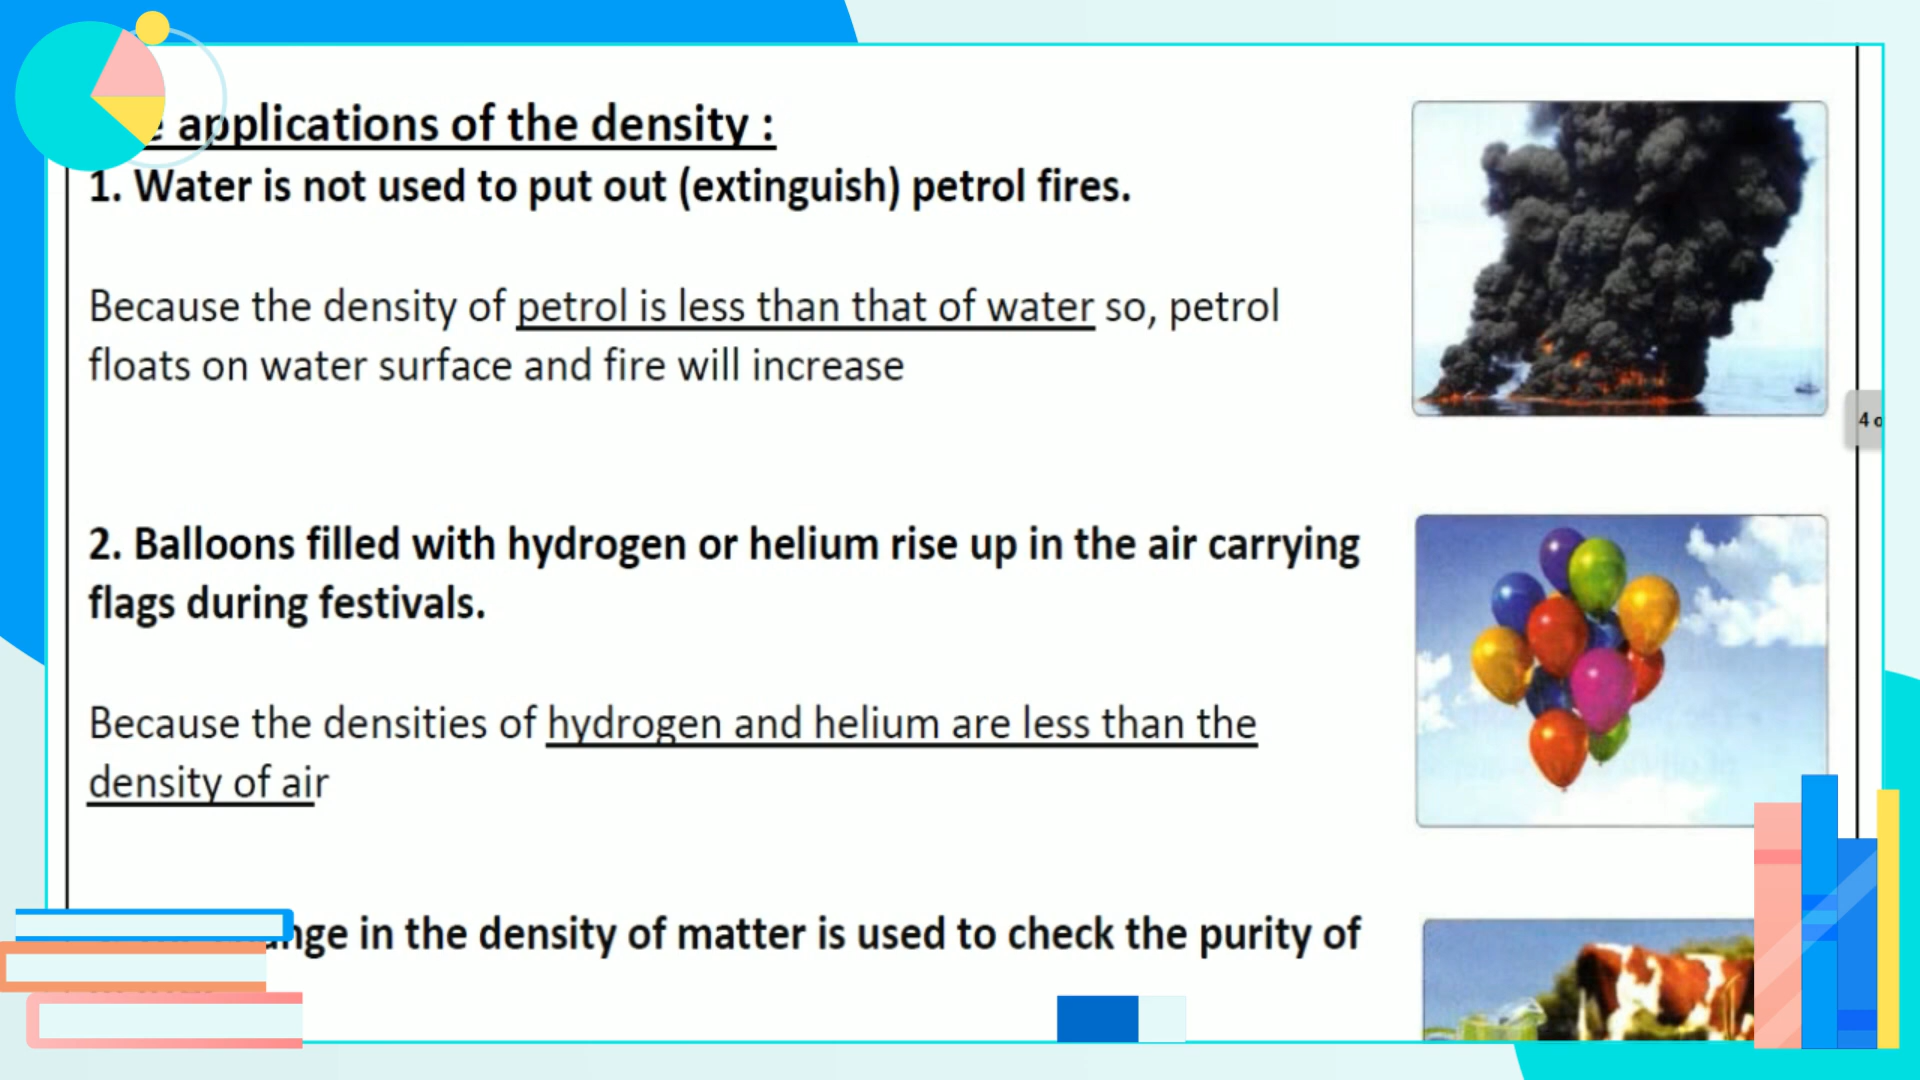 applications of the density :
1. Water is not used to put out (extinguish) petrol fires.
Because the density of petrol is less than that of water so, petrol
floats on water surface and fire will increase
4 o
2. Balloons filled with hydrogen or helium rise up in the air carrying
flags during festivals.
Because the densities of hydrogen and helium are less than the
density of air
in the density of matter is used to check the purity of